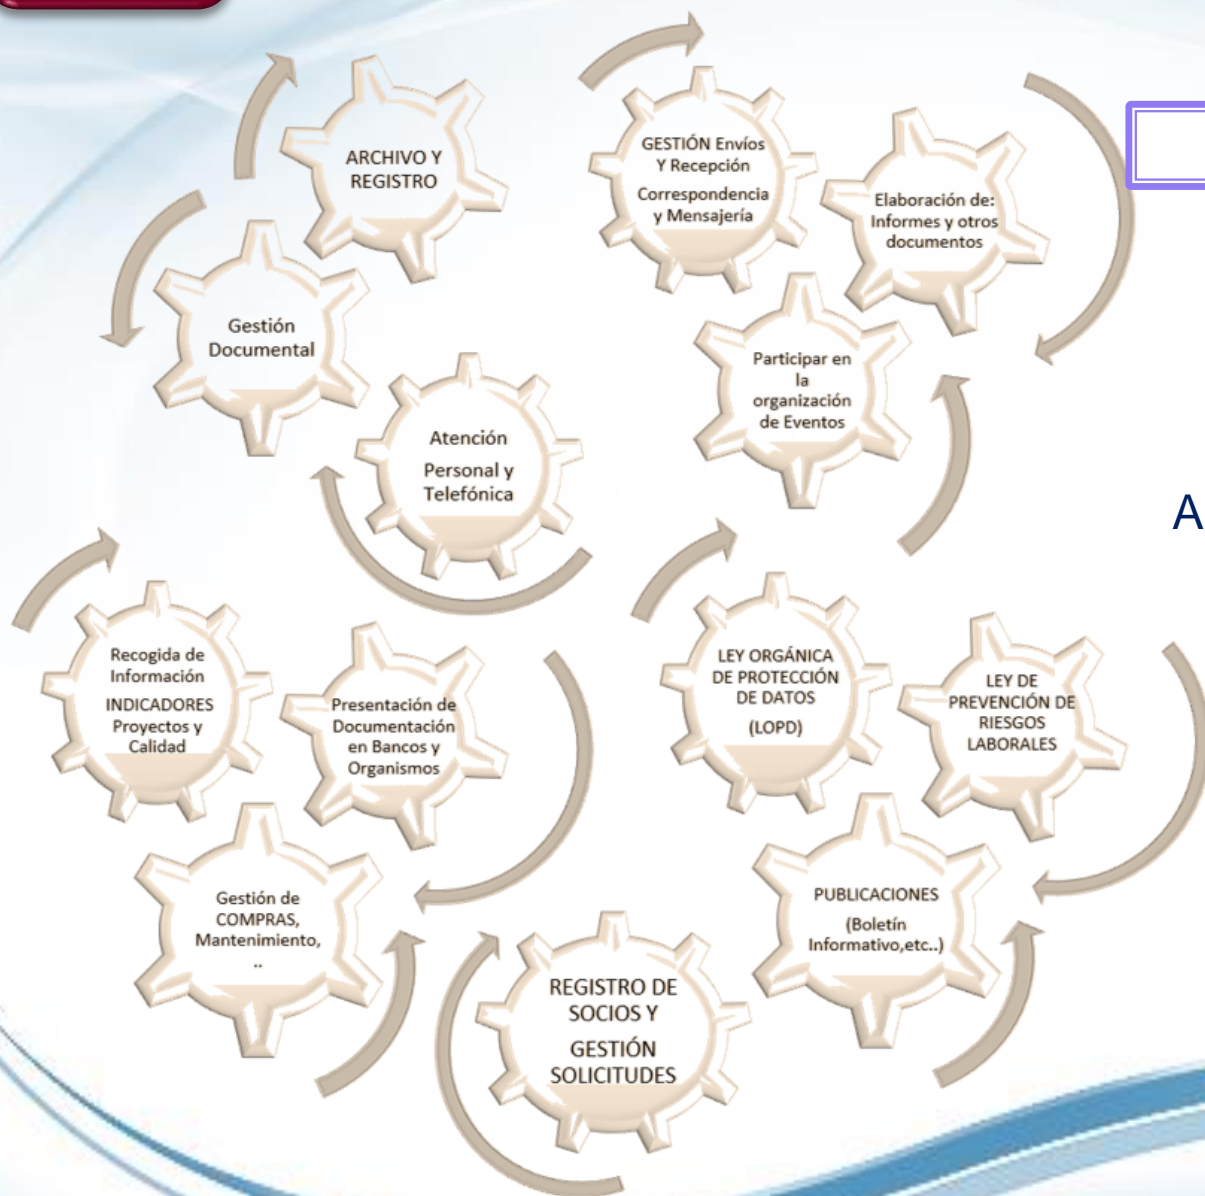 ARCHIVO Y
REGISTRO
Gestión
Documental
Atención
Personal y
Telefónica
GESTIÓN Envíos
Y Recepción
Correspondencia
y Mensajería
Elaboración de:
Informes y otros
documentos
Participar en
la
organización
de Eventos
A
Recogida de
Información
INDICADORES
Proyectos y
Calidad
Presentación de
Documentación
en Bancos y
Organismos
Gestión de
COMPRAS,
Mantenimiento,
..
LEY ORGÁNICA
DE PROTECCIÓN
DE DATOS
(LOPD)
LEY DE
PREVENCIÓN DE
RIESGOS
LABORALES
PUBLICACIONES
(Boletín
Informativo,etc..)
REGISTRO DE
SOCIOS Y
GESTIÓN
SOLICITUDES